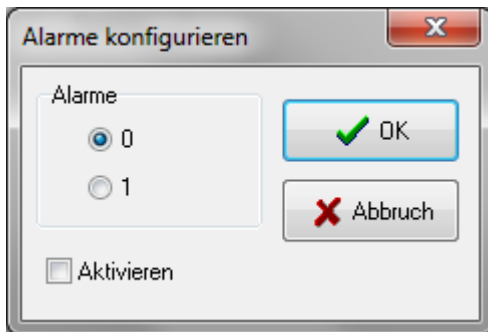 Alarme konfigurieren
Alarme
0
1
OK
Abbruch
Aktivieren